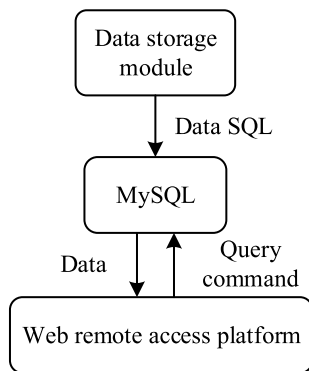 Data storage
module
Data SQL
MySQL
Data
Query
command
Web remote access platform